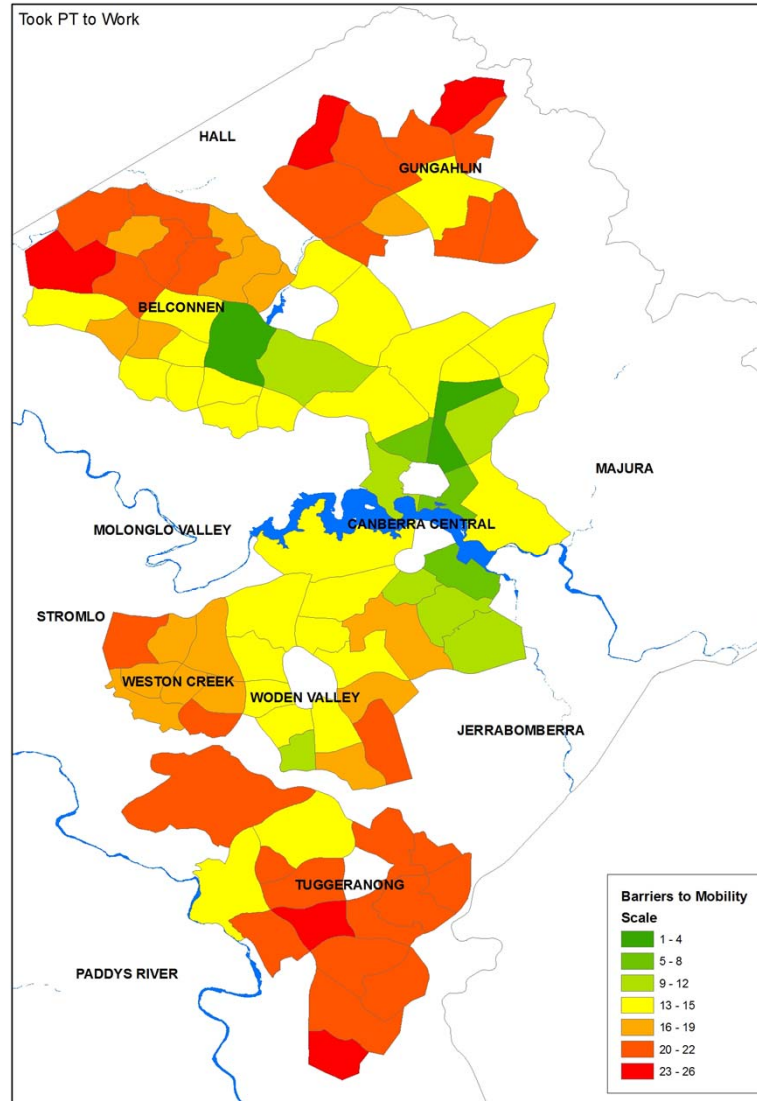 Took PT to Work
HALL
GUNGAHLIN
BELCONNEN
MAJURA
MOLONGLO VALLEY
CANBERRA CENTRAL
STROMLO
WESTON CREEK
WODEN VALLEY
JERRABOMBERRA
TUGGERANONG
PADDYS RIVER
Barriers to Mobility
Scale
1 - 4
5 - 8
9 - 12
13 - 15
16 - 19
20 - 22
23 - 26